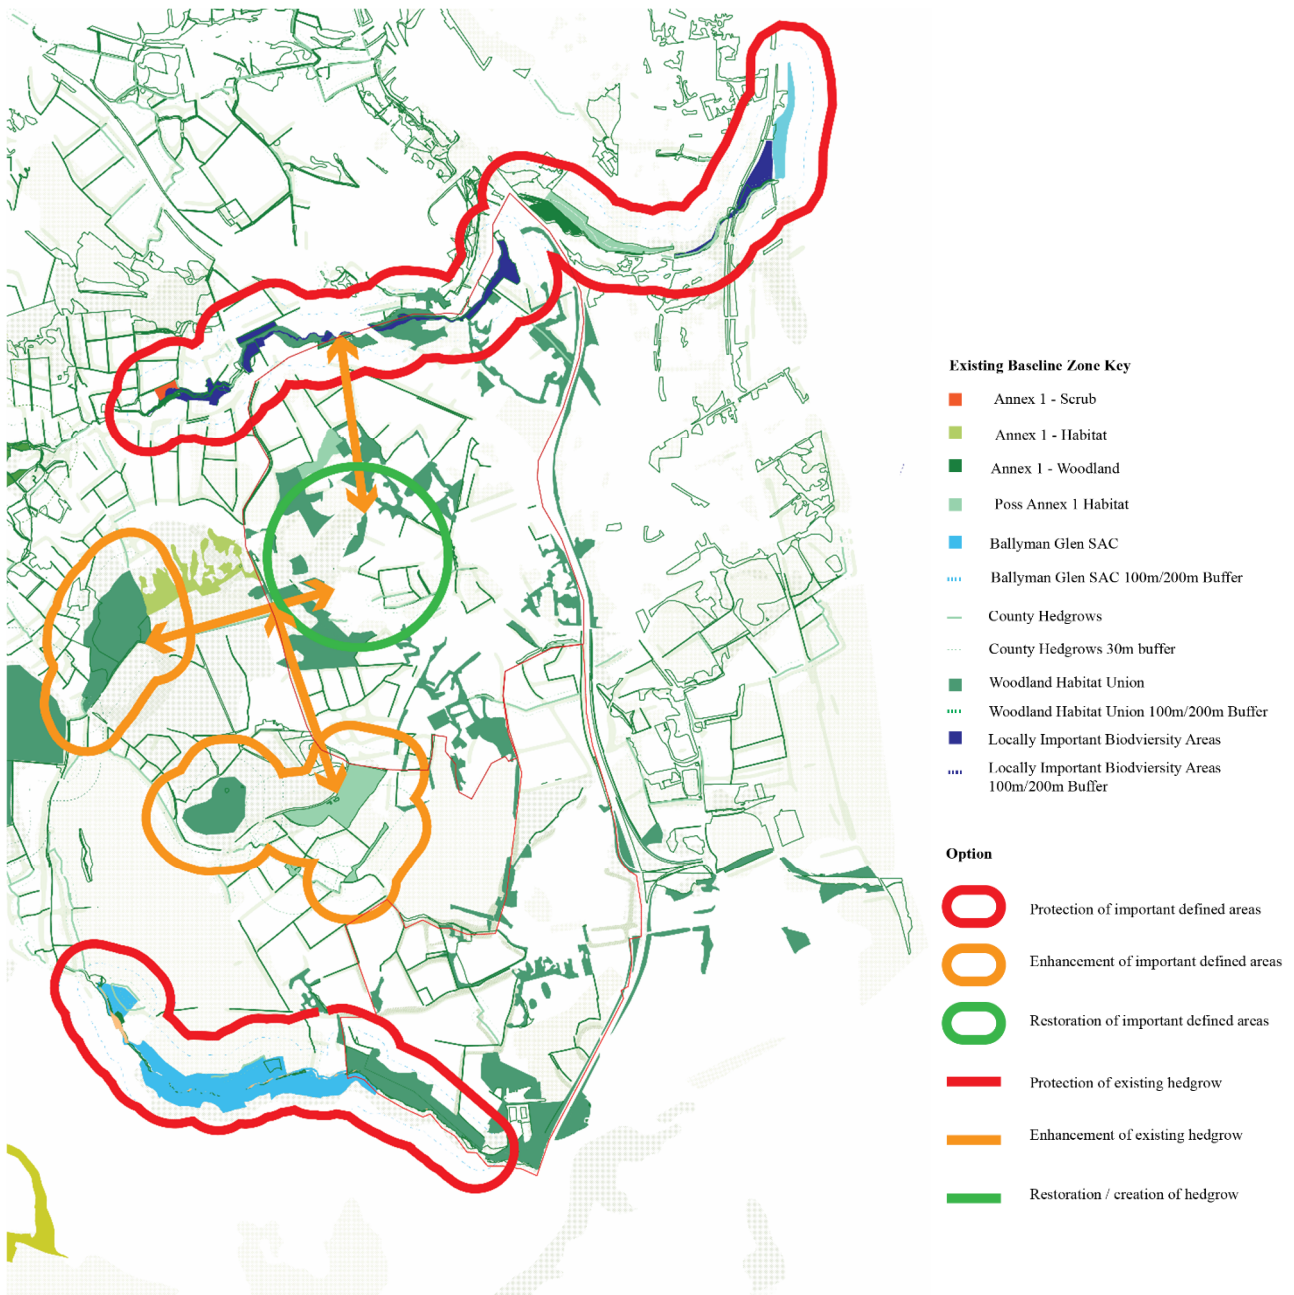 Existing Baseline Zone Key
Annex 1 - Scrub
Annex 1 - Habitat
Annex 1 - Woodland
Poss Annex 1 Habitat
Ballyman Glen SAC
Ballyman Glen SAC 100m/200m Buffer
County Hedgrows
County Hedgrows 30m buffer
Woodland Habitat Union
Woodland Habitat Union 100m/200m Buffer
Locally Important Biodviersity Areas
Locally Important Biodviersity Areas
100m/200m Buffer
Option
Protection of important defined areas
Enhancement of important defined areas
Restoration of important defined areas
Protection of existing hedgrow
Enhancement of existing hedgrow
Restoration / creation of hedgrow